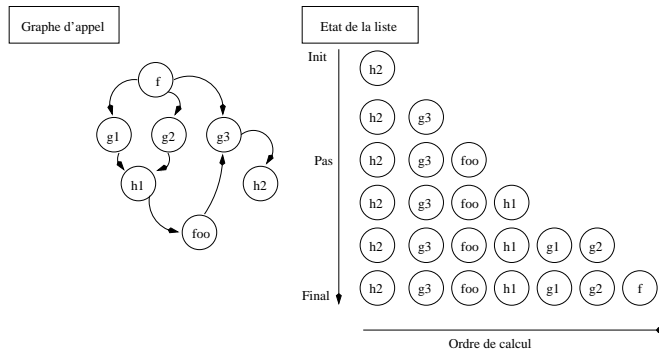 Graphe d'appel
Etat de la liste
f
g1 g2 g3
h1 h2
foo
Init
h2
h2 g3
Pas
h2 g3 foo
h2 g3 foo h1
h2 g3 foo h1 g1 g2
Final
h2 g3 foo h1 g1 g2 f
Ordre de calcul